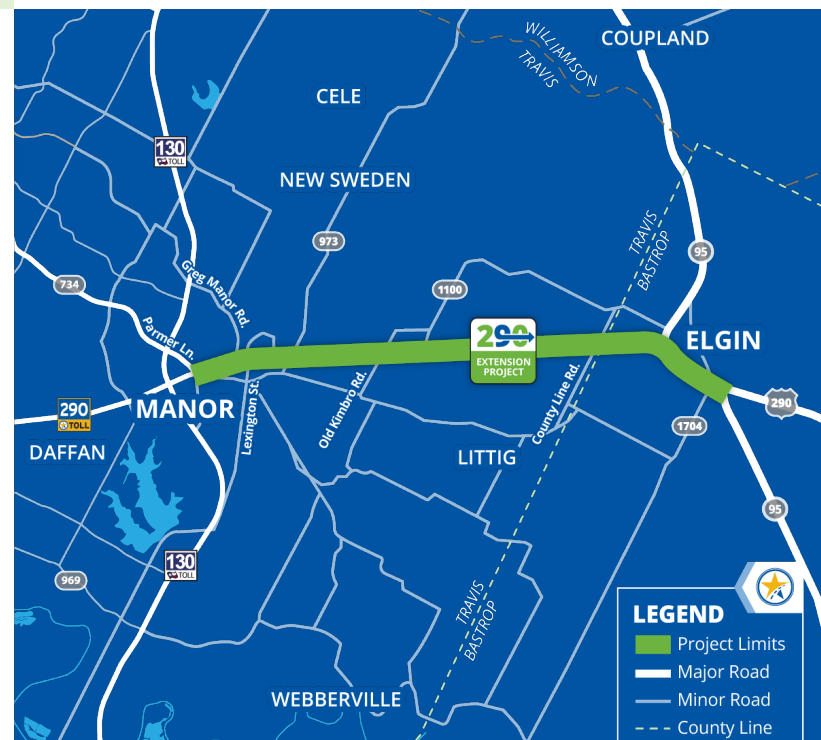 COUPLAND
WILLIAMSON
TRAVIS
CELE
130
TOLL
NEW SWEDEN
973
TRAVIS
BASTROP
95
734
Greg Manor Rd.
1100
Parmer Ln.
290
EXTENSION
PROJECT
ELGIN
290
TOLL
MANOR
Lexington St.
Old Kimbro Rd.
County Line Rd.
290
1704
DAFFAN
LITTIG
95
130
TOLL
969
TRAVIS
BASTROP
LEGEND
Project Limits
Major Road
Minor Road
County Line
WEBBERVILLE